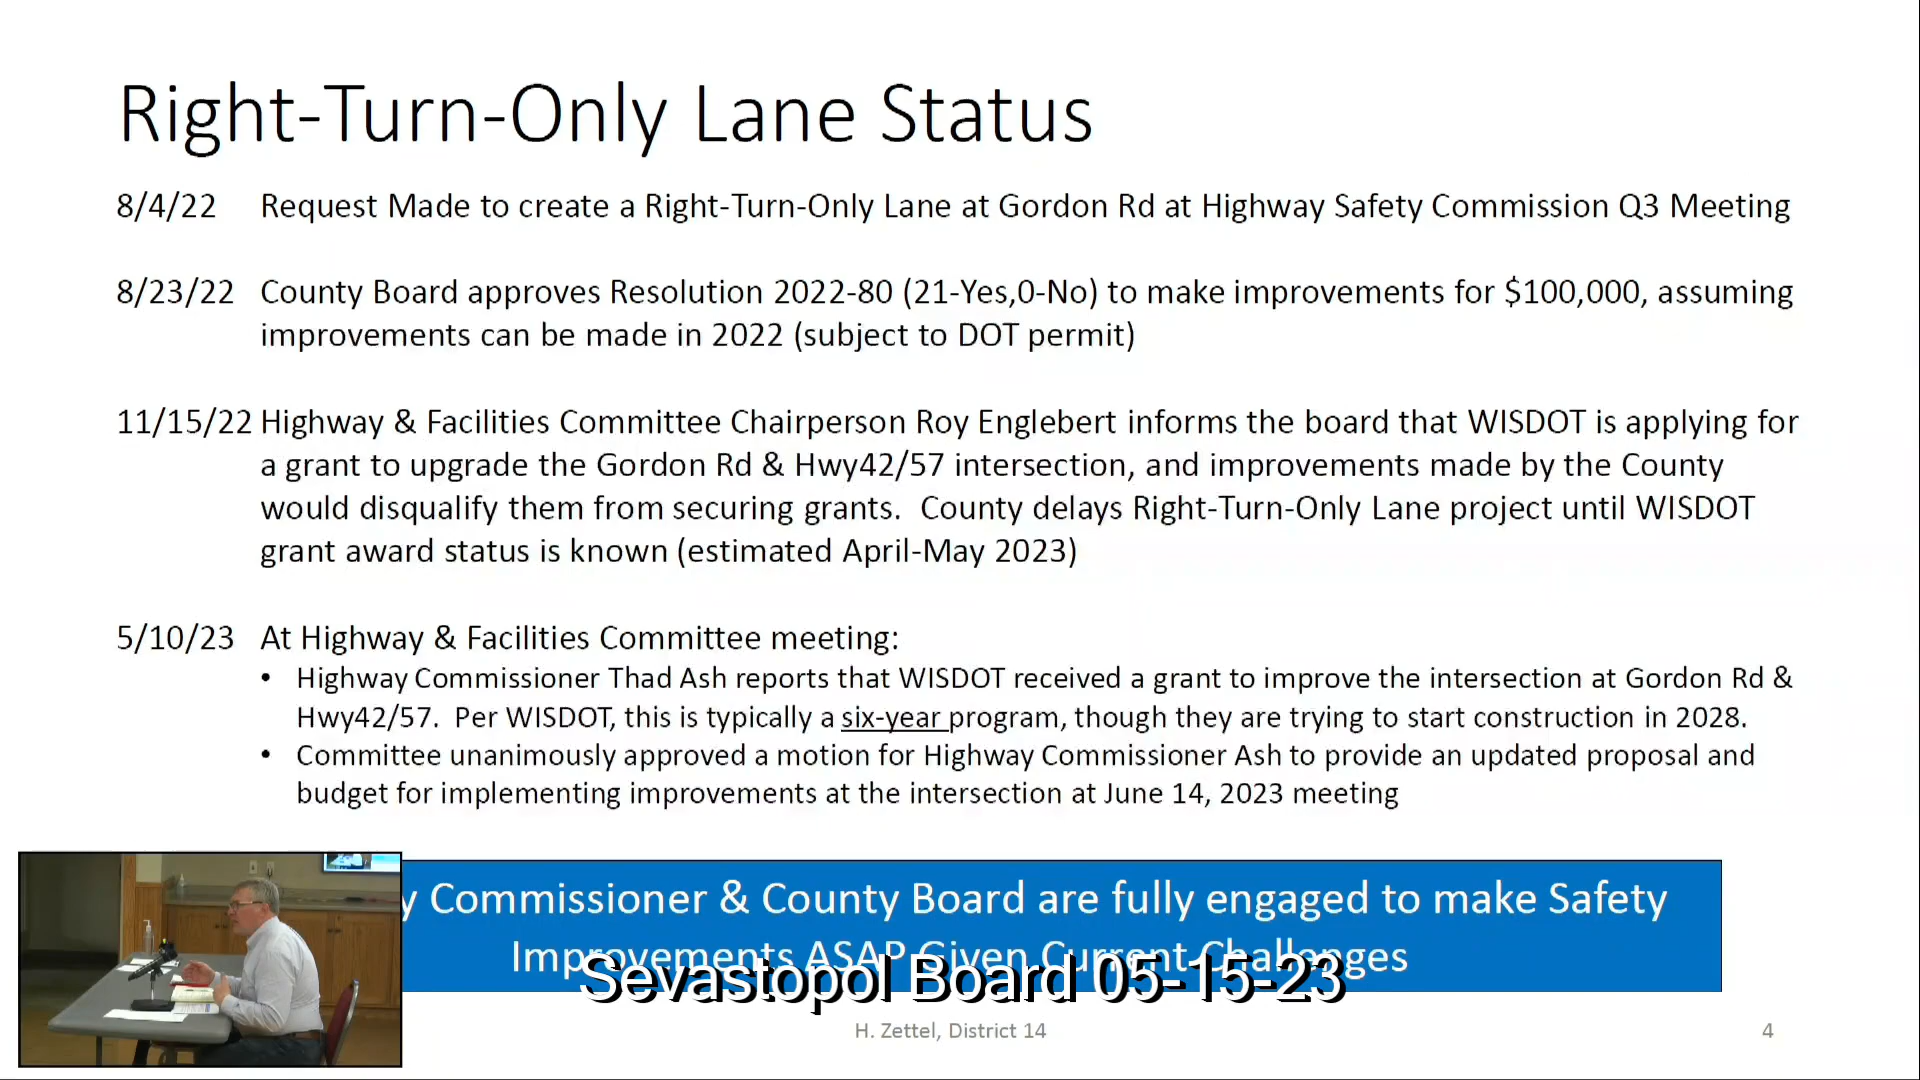 Right-Turn-Only Lane Status
8/4/22 Request Made to create a Right-Turn-Only Lane at Gordon Rd at Highway Safety Commission Q3 Meeting
8/23/22 County Board approves Resolution 2022-80 (21-Yes,0-No) to make improvements for $100,000, assuming
improvements can be made in 2022 (subject to DOT permit)
11/15/22 Highway & Facilities Committee Chairperson Roy Englebert informs the board that WISDOT is applying for
a grant to upgrade the Gordon Rd & Hwy42/57 intersection, and improvements made by the County
would disqualify them from securing grants. County delays Right-Turn-Only Lane project until WISDOT
grant award status is known (estimated April-May 2023)
5/10/23 At Highway & Facilities Committee meeting:
• Highway Commissioner Thad Ash reports that WISDOT received a grant to improve the intersection at Gordon Rd &
Hwy42/57. Per WISDOT, this is typically a six-year program, though they are trying to start construction in 2028.
• Committee unanimously approved a motion for Highway Commissioner Ash to provide an updated proposal and
budget for implementing improvements at the intersection at June 14, 2023 meeting
y Commissioner & County Board are fully engaged to make Safety
Improvements ASAP Given Current Challenges
Sevastopol Board 05-15-23
H. Zettel, District 14
4